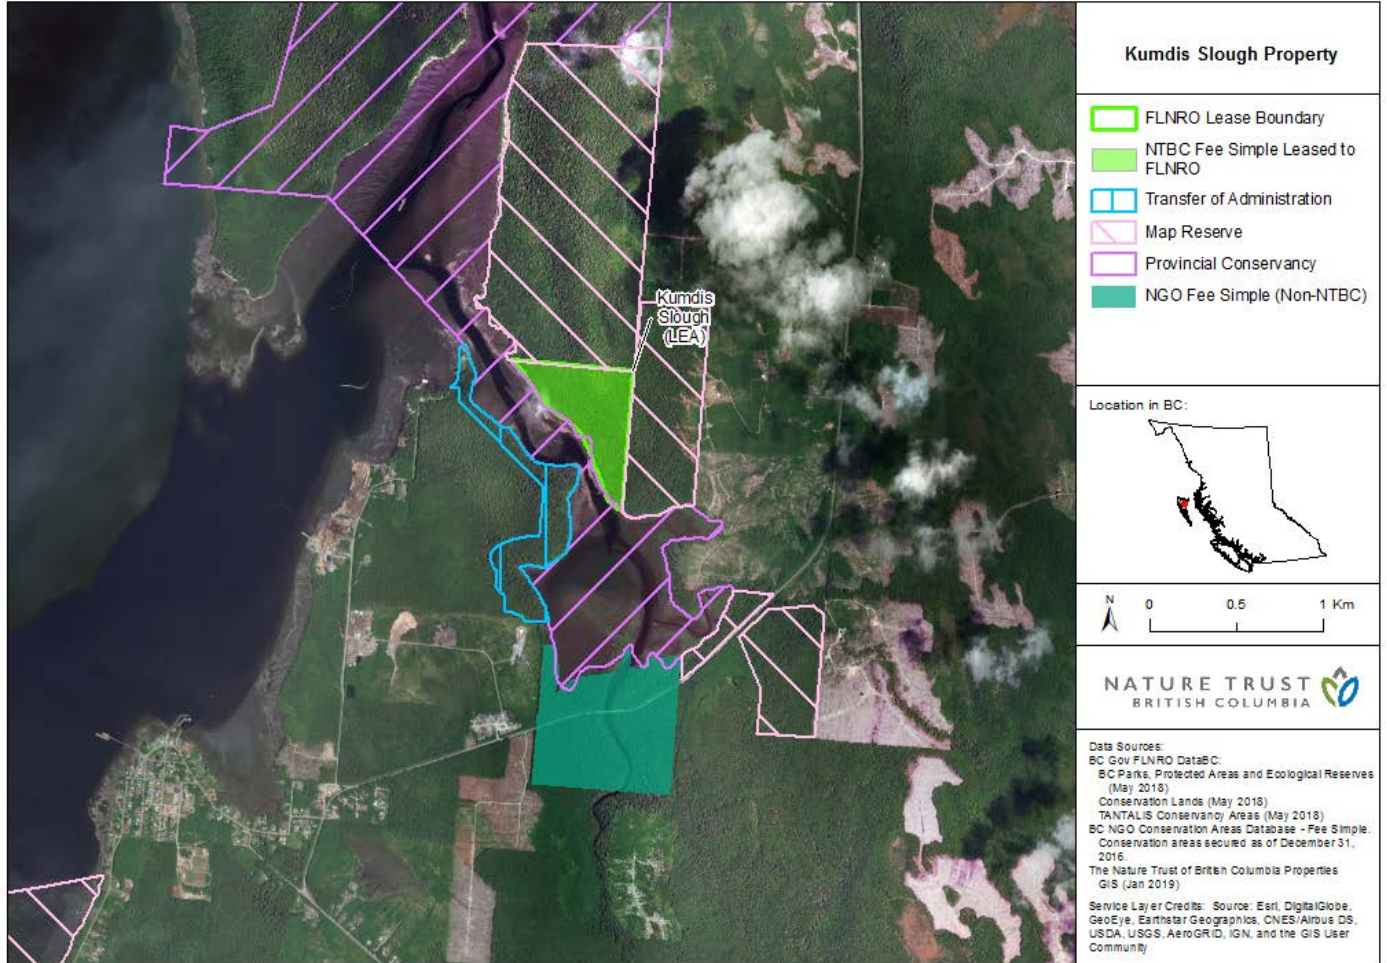 Kumdis Slough Property
FLNRO Lease Boundary
NTBC Fee Simple Leased to
FLNRO
Transfer of Administration
Map Reserve
Provincial Conservancy
NGO Fee Simple (Non-NTBC)
Kumdis
Slough
(LEA)
Location in BC:
N
0 0.5 1 Km
NATURE TRUST
BRITISH COLUMBIA
Data Sources:
BC Gov FLNRO DataBC:
BC Parks, Protected Areas and Ecological Reserves
(May 2018)
Conservation Lands (May 2018)
TANTALIS Conservancy Areas (May 2018)
BC NGO Conservation Areas Database - Fee Simple.
Conservation areas secured as of December 31,
2016.
The Nature Trust of British Columbia Properties
GIS (Jan 2019)
Service Layer Credits: Source: Esri, DigitalGlobe,
GeoEye, Earthstar Geographics, CNES/Airbus DS,
USDA, USGS, AeroGRID, IGN, and the GIS User
Community